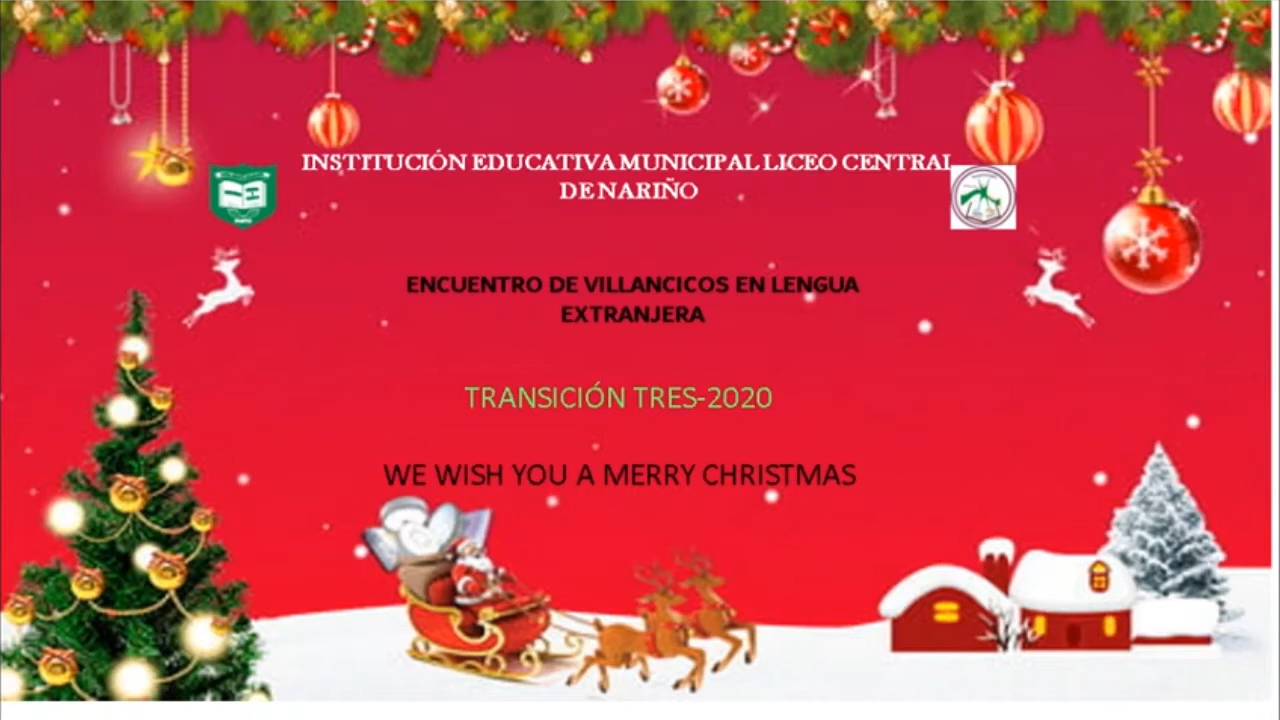 INSTITUCIÓN EDUCATIVA MUNICIPAL LICEO CENTRAL
DE NARIÑO
ENCUENTRO DE VILLANCICOS EN LENGUA
EXTRANJERA
TRANSICIÓN TRES-2020
WE WISH YOU A MERRY CHRISTMAS